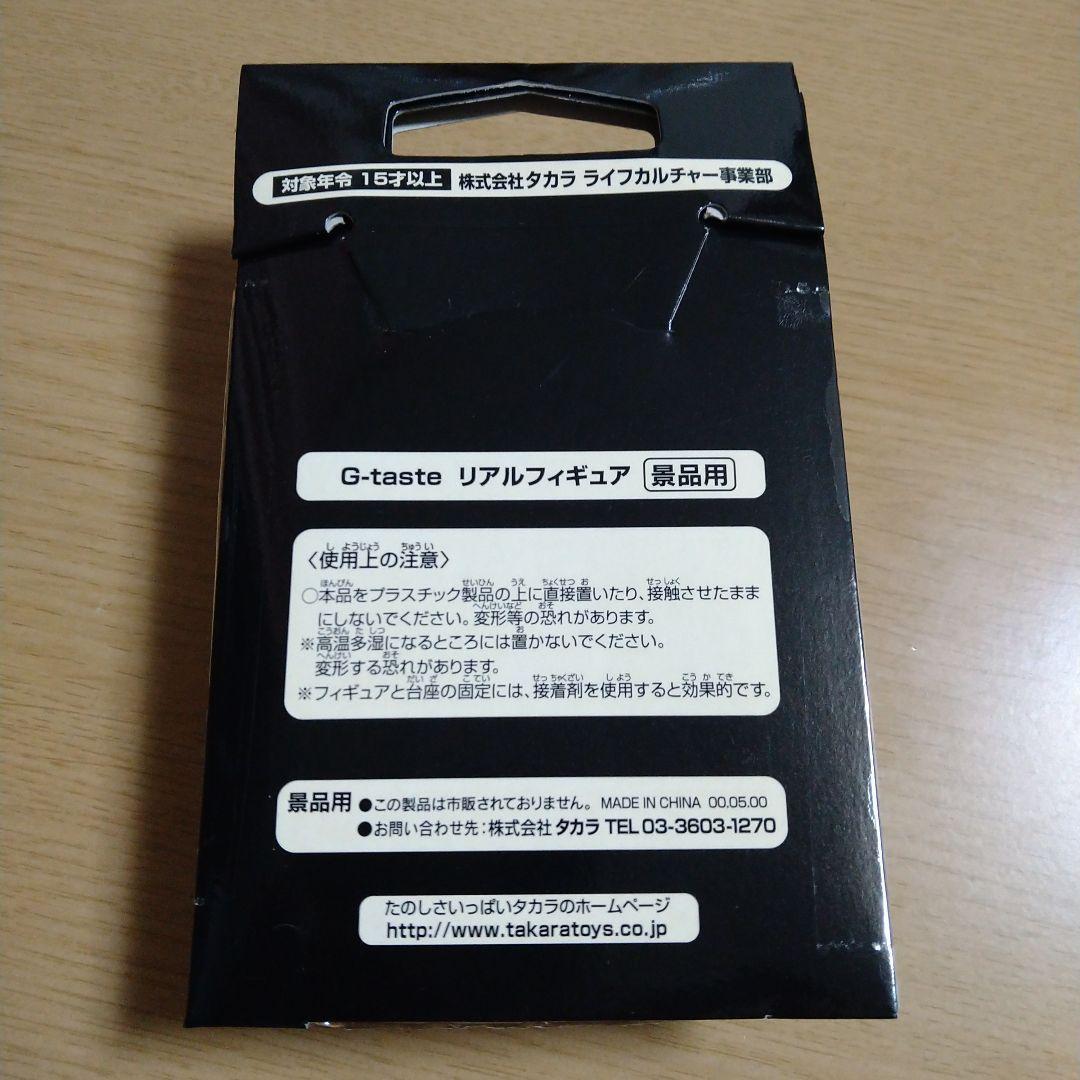 対象年令 15才以上 株式会社タカラ ライフカルチャー事業部
G-taste リアルフィギュア 景品用
〈使用上の注意〉
○本品をプラスチック製品の上に直接置いたり、接触させたまま
にしないでください。変形等の恐れがあります。
※高温多湿になるところには置かないでください。
変形する恐れがあります。
※フィギュアと台座の固定には、接着剤を使用すると効果的です。
景品用 ●この製品は市販されておりません。 MADE IN CHINA 00.05.00
●お問い合わせ先:株式会社 タカラ TEL 03-3603-1270
たのしさいっぱいタカラのホームページ
http://www.takaratoys.co.jp